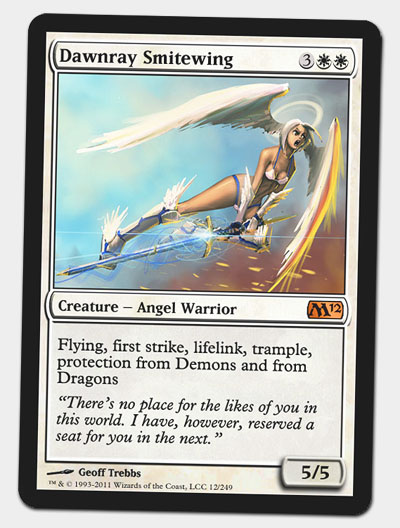 Dawnray Smitewing 3
Creature – Angel Warrior M12
Flying, first strike, lifelink, trample,
protection from Demons and from
Dragons
“There's no place for the likes of you in
this world. I have, however, reserved a
seat for you in the next.”
Geoff Trebbs
5/5
™ & © 1993-2011 Wizards of the Coast, LCC 12/249